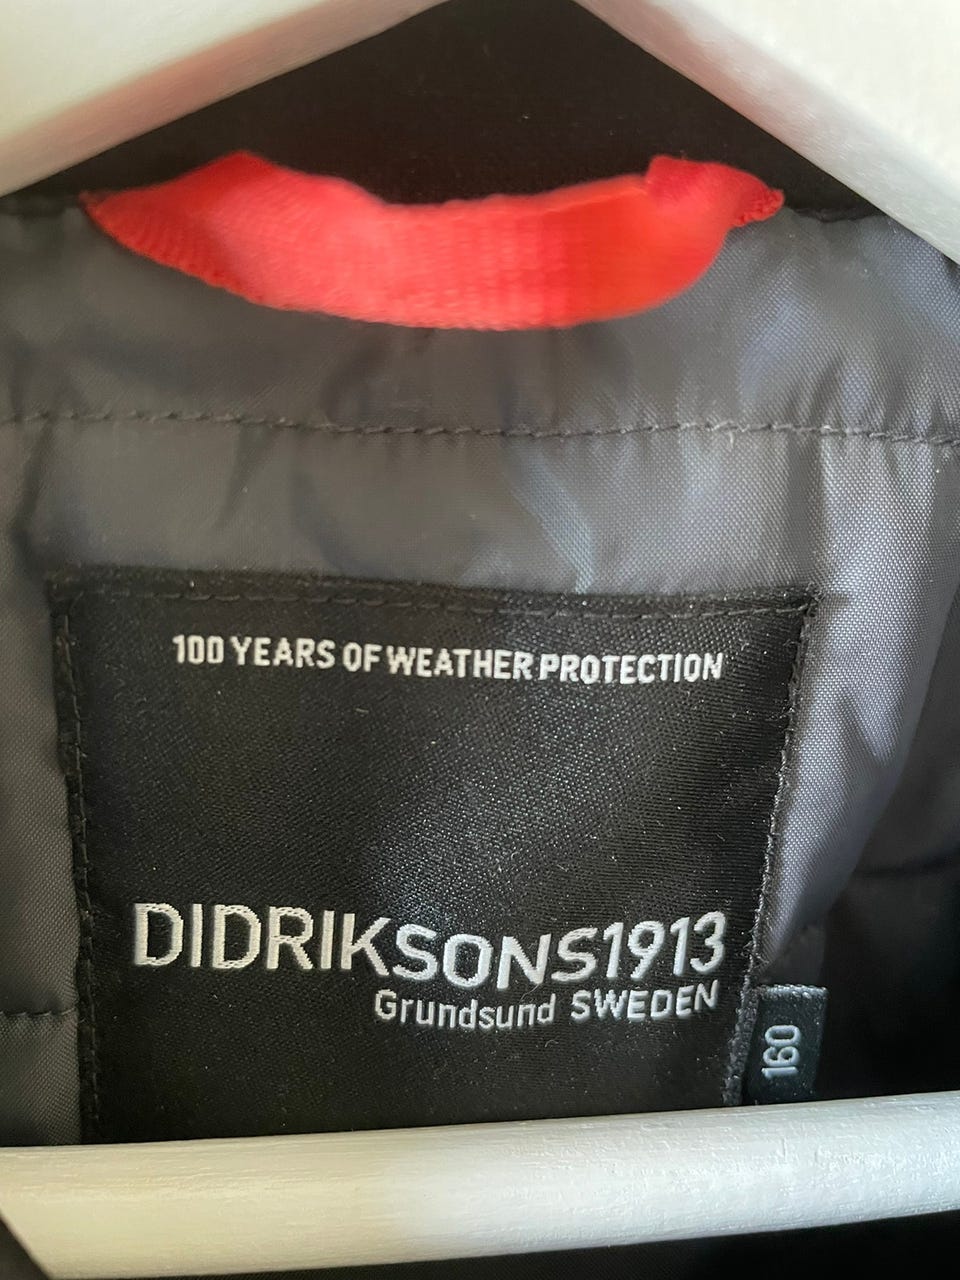 100 YEARS OF WEATHER PROTECTION
DIDRIKSONS1913
Grundsund SWEDEN
160